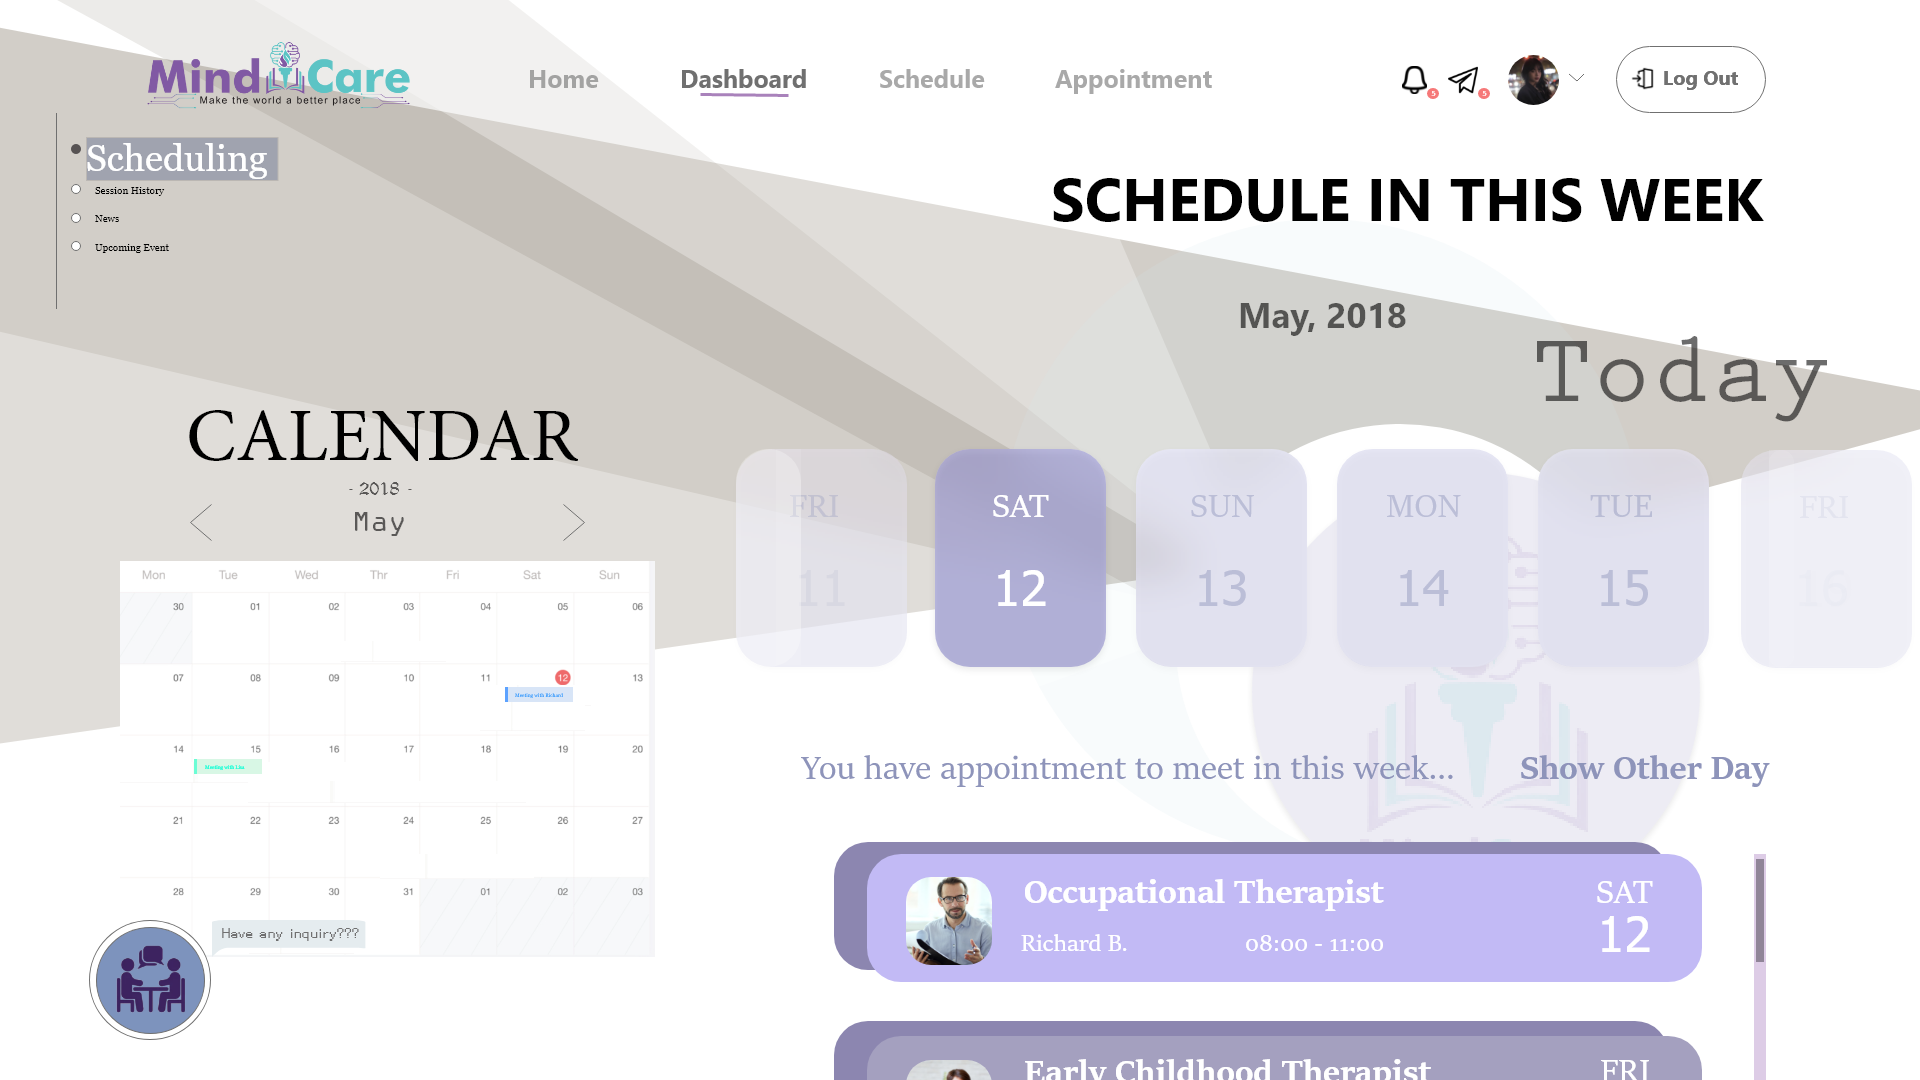 Mind Care
Make the world a better place
Home
Dashboard
Schedule
Appointment
5
5
Log Out
Scheduling
Session History
News
Upcoming Event
SCHEDULE IN THIS WEEK
May, 2018
Today
CALENDAR
- 2018 -
May
Mon Tue Wed Thr Fri Sat Sun
30 01 02 03 04 05 06
07 08 09 10 11 12 13
Meeting with Richard
14 15 16 17 18 19 20
Meeting with Lisa
21 22 23 24 25 26 27
28 29 30 31 01 02 03
Have any inquiry???
FRI SAT SUN MON TUE FRI
11 12 13 14 15 16
You have appointment to meet in this week...
Show Other Day
Occupational Therapist
Richard B.
08:00 - 11:00
SAT
12
Early Childhood Therapist
FRI